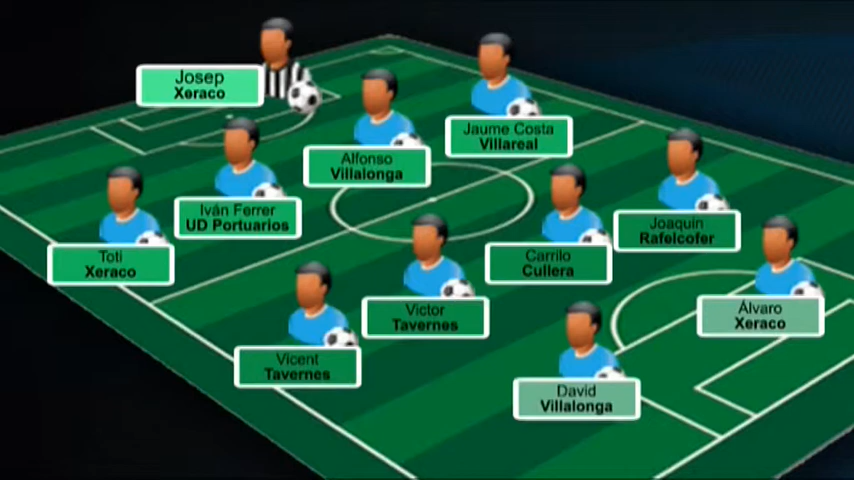 Josep
Xeraco
Jaume Costa
Villareal
Alfonso
Villalonga
Iván Ferrer
UD Portuarios
Toti
Xeraco
Joaquin
Rafelcofer
Carrilo
Cullera
Victor
Tavernes
Vicent
Tavernes
Álvaro
Xeraco
David
Villalonga